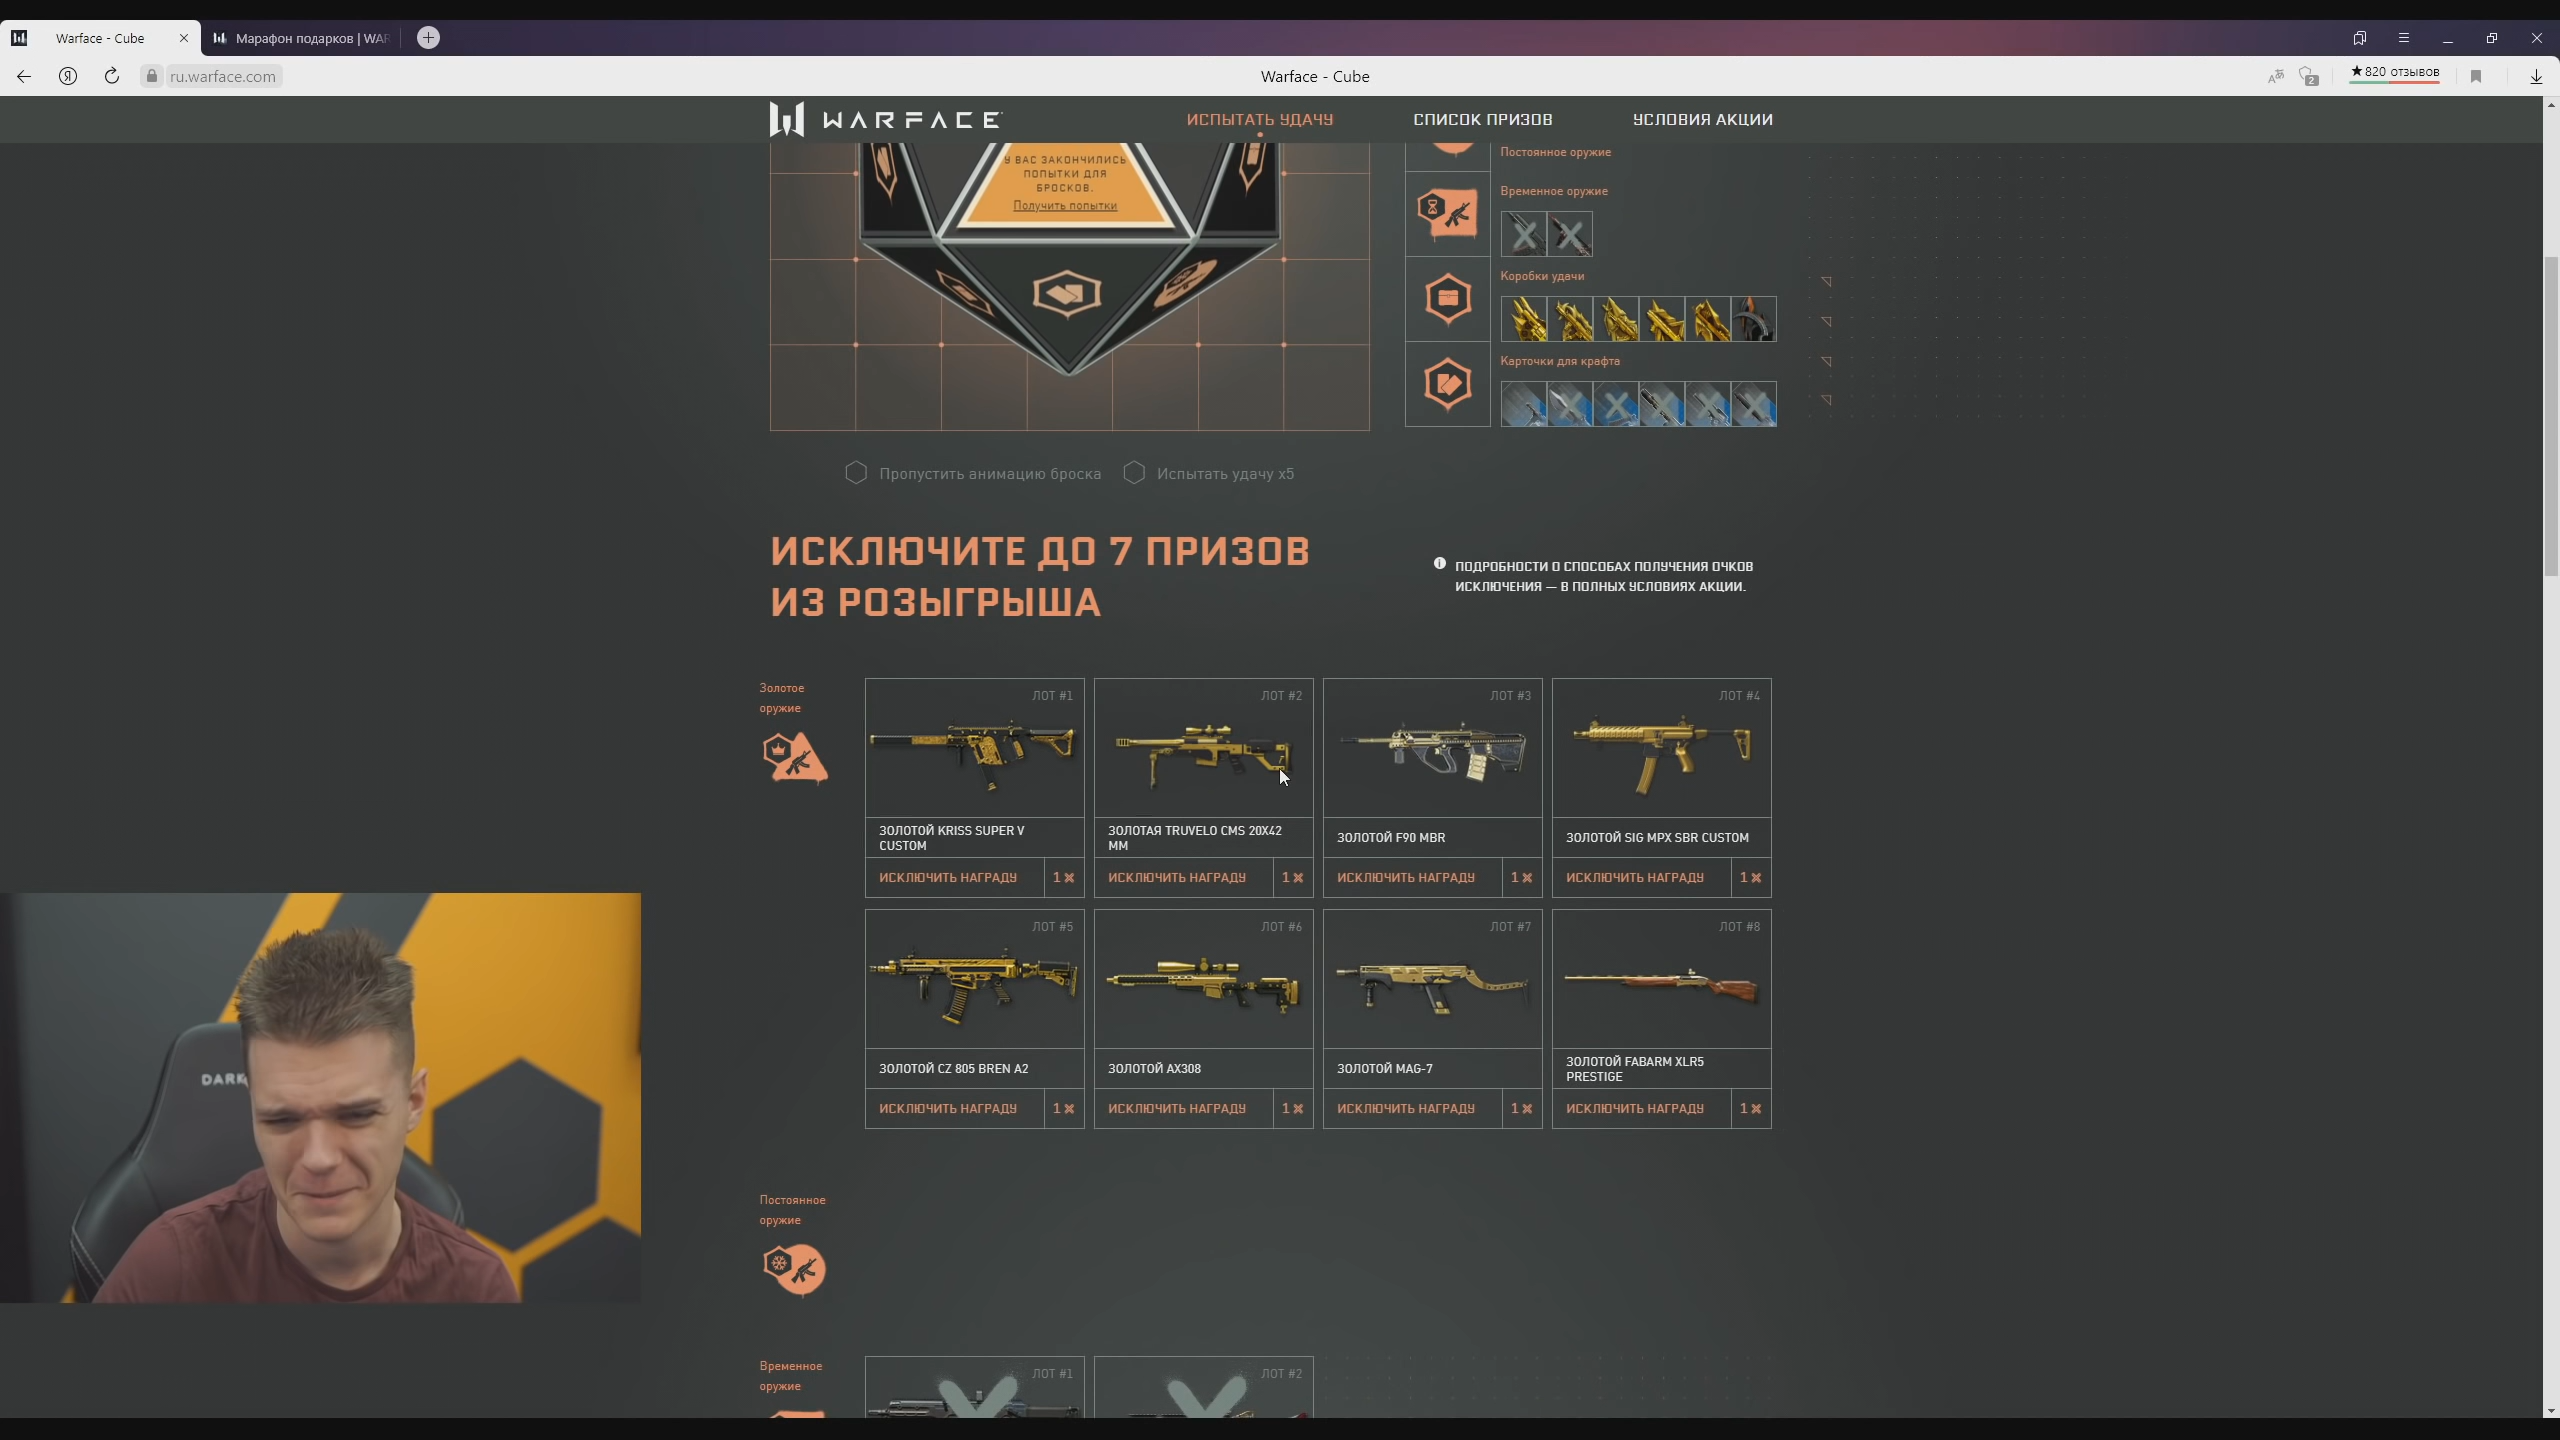 Warface - Cube
Марафон подарков | WAR
ru.warface.com
Warface - Cube
2
★820 отзывов
WARFACE
ИСПЫТАТЬ УДАЧУ
СПИСОК ПРИЗОВ
УСЛОВИЯ АКЦИИ
У ВАС ЗАКОНЧИЛИСЬ
ПОПЫТКИ ДЛЯ
БРОСКОВ.
Получить попытки
Постоянное оружие
Временное оружие
Коробки удачи
Карточки для крафта
Пропустить анимацию броска
Испытать удачу x5
ИСКЛЮЧИТЕ ДО 7 ПРИЗОВ
ИЗ РОЗЫГРЫША
ПОДРОБНОСТИ О СПОСОБАХ ПОЛУЧЕНИЯ ОЧКОВ
ИСКЛЮЧЕНИЯ — В ПОЛНЫХ УСЛОВИЯХ АКЦИИ.
Золотое
оружие
ЛОТ #1
ЛОТ #2
ЛОТ #3
ЛОТ #4
ЗОЛОТОЙ KRISS SUPER V
CUSTOM
ЗОЛОТАЯ TRUVELO CMS 20X42
ММ
ЗОЛОТОЙ F90 MBR
ЗОЛОТОЙ SIG MPX SBR CUSTOM
ИСКЛЮЧИТЬ НАГРАДУ 1
ИСКЛЮЧИТЬ НАГРАДУ 1
ИСКЛЮЧИТЬ НАГРАДУ 1
ИСКЛЮЧИТЬ НАГРАДУ 1
ЛОТ #5
ЛОТ #6
ЛОТ #7
ЛОТ #8
ЗОЛОТОЙ CZ 805 BREN A2
ЗОЛОТОЙ AX308
ЗОЛОТОЙ MAG-7
ЗОЛОТОЙ FABARM XLR5
PRESTIGE
ИСКЛЮЧИТЬ НАГРАДУ 1
ИСКЛЮЧИТЬ НАГРАДУ 1
ИСКЛЮЧИТЬ НАГРАДУ 1
ИСКЛЮЧИТЬ НАГРАДУ 1
DARK
Постоянное
оружие
Временное
оружие
ЛОТ #1
ЛОТ #2